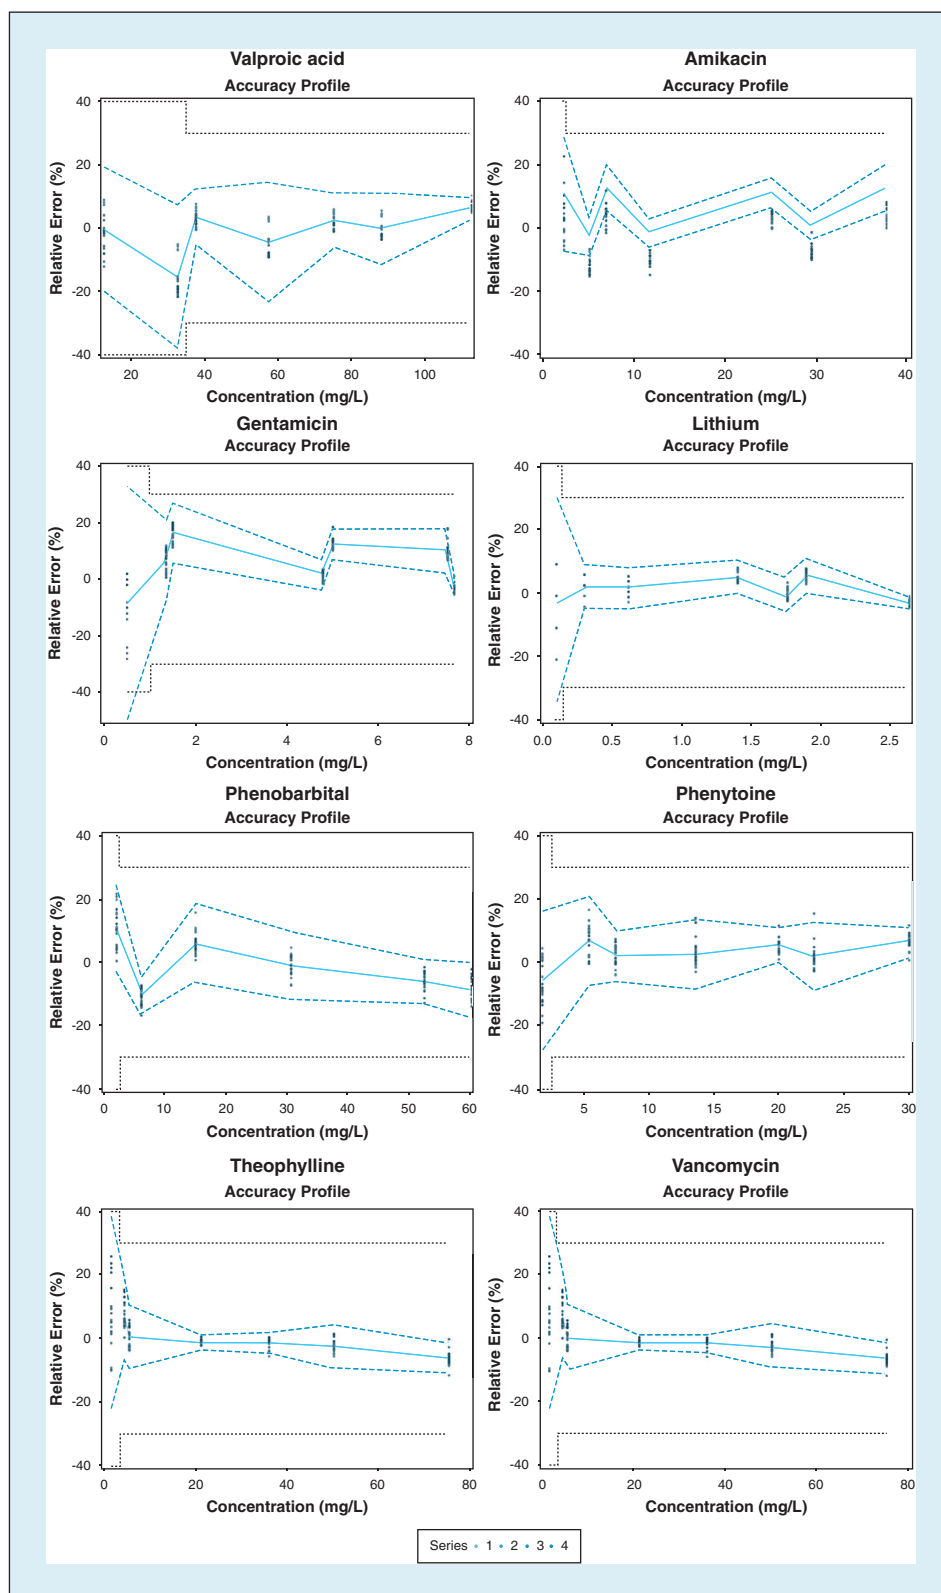 Valproic acid
Accuracy Profile
40
20
0
-20
-40
Relative Error (%)
20 40 60 80 100
Concentration (mg/L)
Amikacin
Accuracy Profile
40
20
0
-20
-40
Relative Error (%)
0 10 20 30 40
Concentration (mg/L)
Gentamicin
Accuracy Profile
40
20
0
-20
-40
Relative Error (%)
0 2 4 6 8
Concentration (mg/L)
Lithium
Accuracy Profile
40
20
0
-20
-40
Relative Error (%)
0.0 0.5 1.0 1.5 2.0 2.5
Concentration (mg/L)
Phenobarbital
Accuracy Profile
40
20
0
-20
-40
Relative Error (%)
0 10 20 30 40 50 60
Concentration (mg/L)
Phenytoine
Accuracy Profile
40
20
0
-20
-40
Relative Error (%)
5 10 15 20 25 30
Concentration (mg/L)
Theophylline
Accuracy Profile
40
20
0
-20
-40
Relative Error (%)
0 20 40 60 80
Concentration (mg/L)
Vancomycin
Accuracy Profile
40
20
0
-20
-40
Relative Error (%)
0 20 40 60 80
Concentration (mg/L)
Series • 1 • 2 • 3 • 4